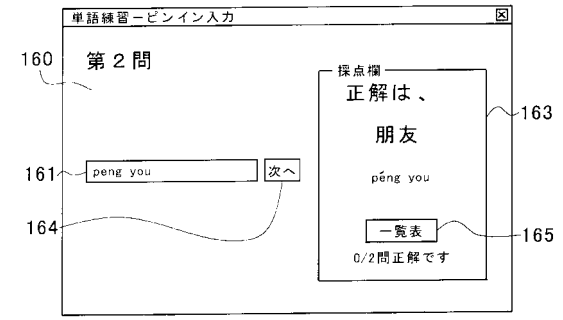 単語練習ーピンイン入力
第2問
160
採点欄
正解は、
163
朋友
161
peng you
次へ
péng you
164
一覧表
165
0/2問正解です